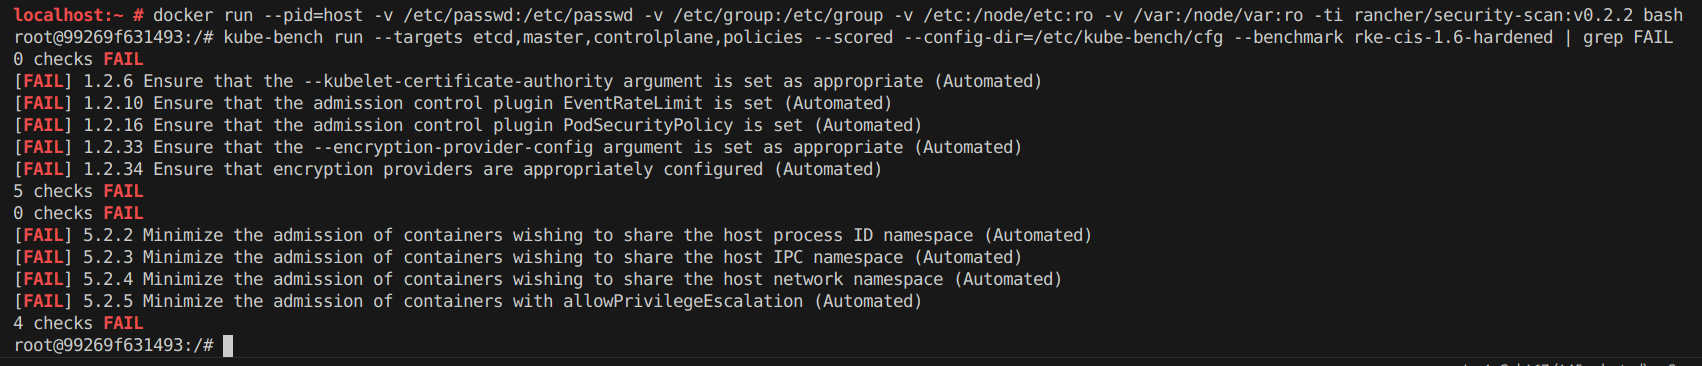 localhost:~ # docker run --pid=host -v /etc/passwd:/etc/passwd -v /etc/group:/etc/group -v /etc:/node/etc:ro -v /var:/node/var:ro -ti rancher/security-scan:v0.2.2 bash
root@99269f631493:/# kube-bench run --targets etcd,master,controlplane,policies --scored --config-dir=/etc/kube-bench/cfg --benchmark rke-cis-1.6-hardened | grep FAIL
0 checks FAIL
[FAIL] 1.2.6 Ensure that the --kubelet-certificate-authority argument is set as appropriate (Automated)
[FAIL] 1.2.10 Ensure that the admission control plugin EventRateLimit is set (Automated)
[FAIL] 1.2.16 Ensure that the admission control plugin PodSecurityPolicy is set (Automated)
[FAIL] 1.2.33 Ensure that the --encryption-provider-config argument is set as appropriate (Automated)
[FAIL] 1.2.34 Ensure that encryption providers are appropriately configured (Automated)
5 checks FAIL
0 checks FAIL
[FAIL] 5.2.2 Minimize the admission of containers wishing to share the host process ID namespace (Automated)
[FAIL] 5.2.3 Minimize the admission of containers wishing to share the host IPC namespace (Automated)
[FAIL] 5.2.4 Minimize the admission of containers wishing to share the host network namespace (Automated)
[FAIL] 5.2.5 Minimize the admission of containers with allowPrivilegeEscalation (Automated)
4 checks FAIL
root@99269f631493:/#